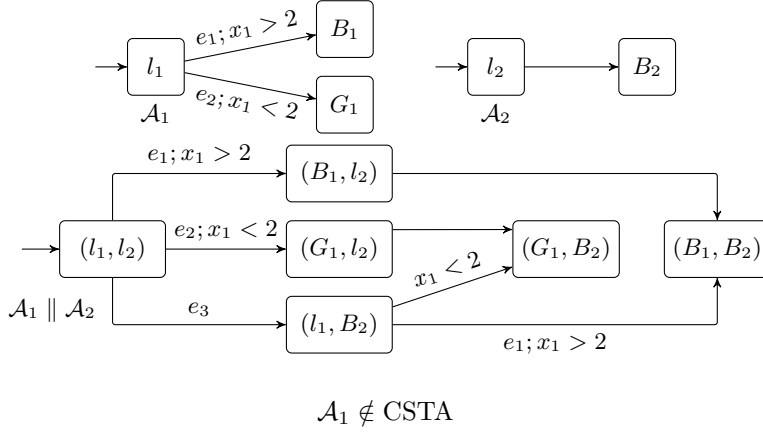 e₁; x₁ > 2
B₁
l₁
l₂
B₂
e₂; x₁ < 2
G₁
𝒜₁
𝒜₂
e₁; x₁ > 2
(B₁, l₂)
(l₁, l₂)
e₂; x₁ < 2
(G₁, l₂)
(G₁, B₂)
(B₁, B₂)
x₁ < 2
𝒜₁ ∥ 𝒜₂
e₃
(l₁, B₂)
e₁; x₁ > 2
𝒜₁ ∉ CSTA